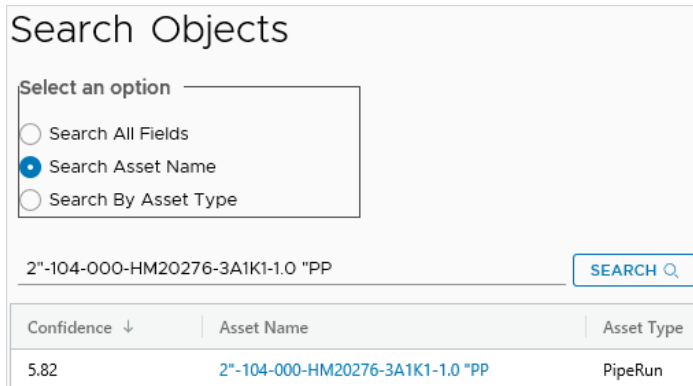 Search Objects
Select an option
Search All Fields
Search Asset Name
Search By Asset Type
2"-104-000-HM20276-3A1K1-1.0 "PP SEARCH
Confidence ↓ Asset Name Asset Type
5.82 2"-104-000-HM20276-3A1K1-1.0 "PP PipeRun